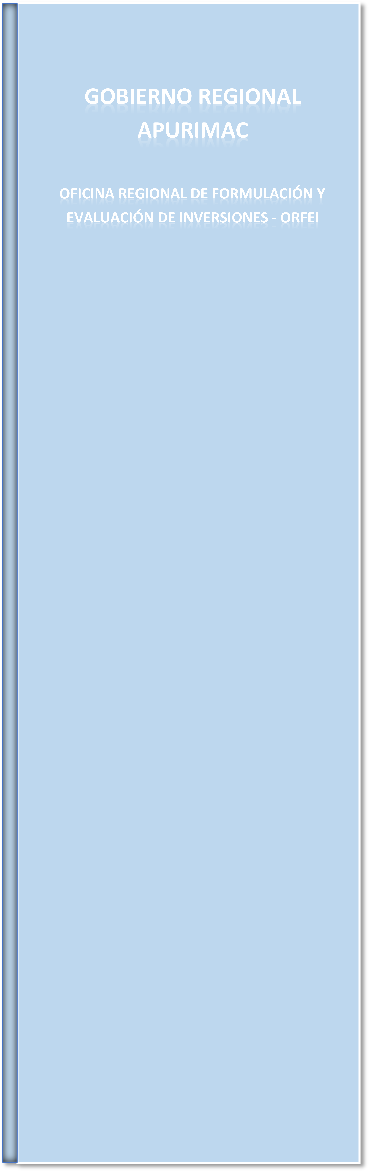 GOBIERNO REGIONAL
APURIMAC
OFICINA REGIONAL DE FORMULACIÓN Y
EVALUACIÓN DE INVERSIONES - ORFEI